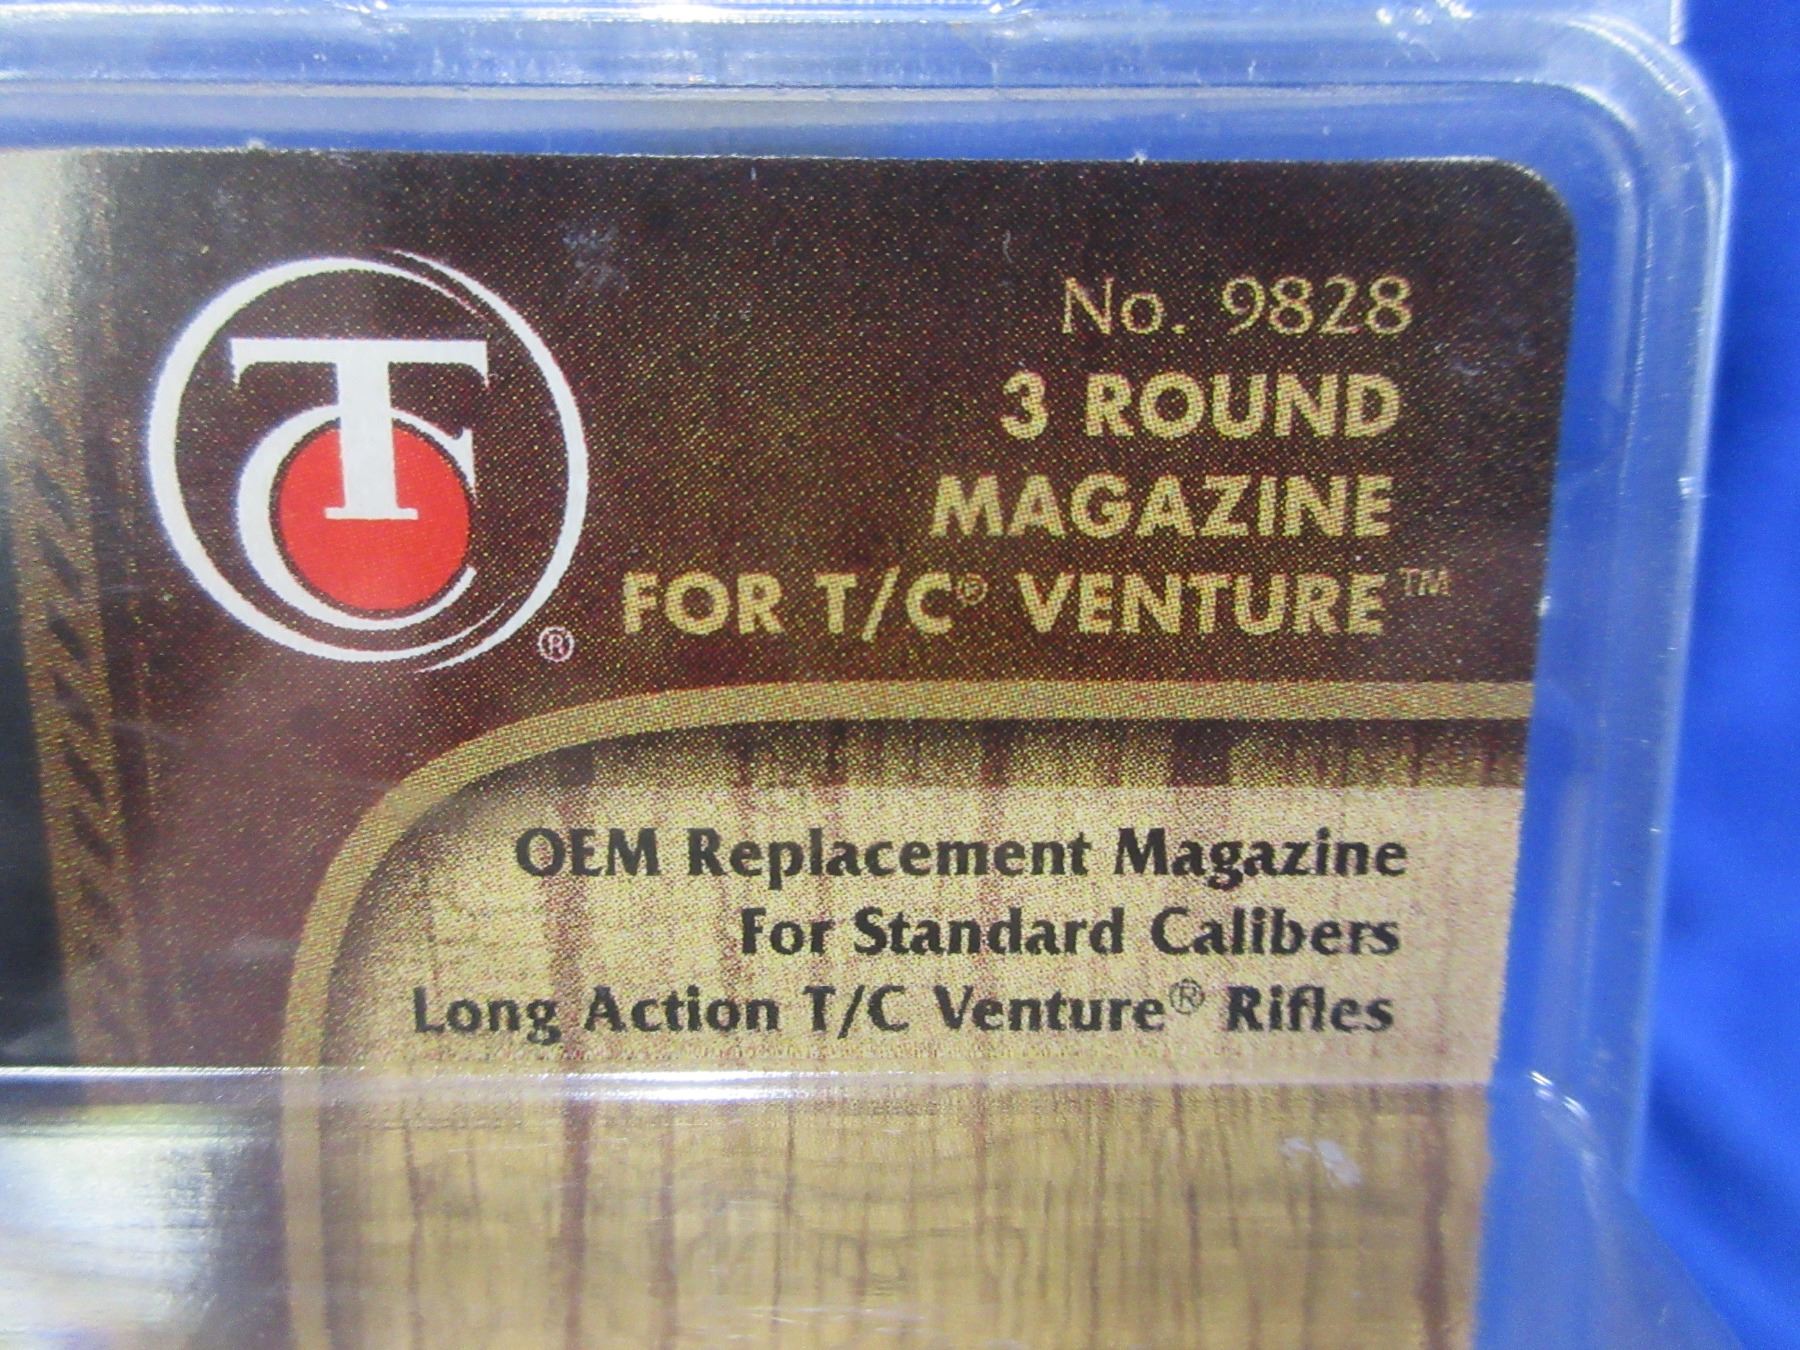 TC®
No. 9828
3 ROUND
MAGAZINE
FOR T/C® VENTURE™
OEM Replacement Magazine
For Standard Calibers
Long Action T/C Venture® Rifles